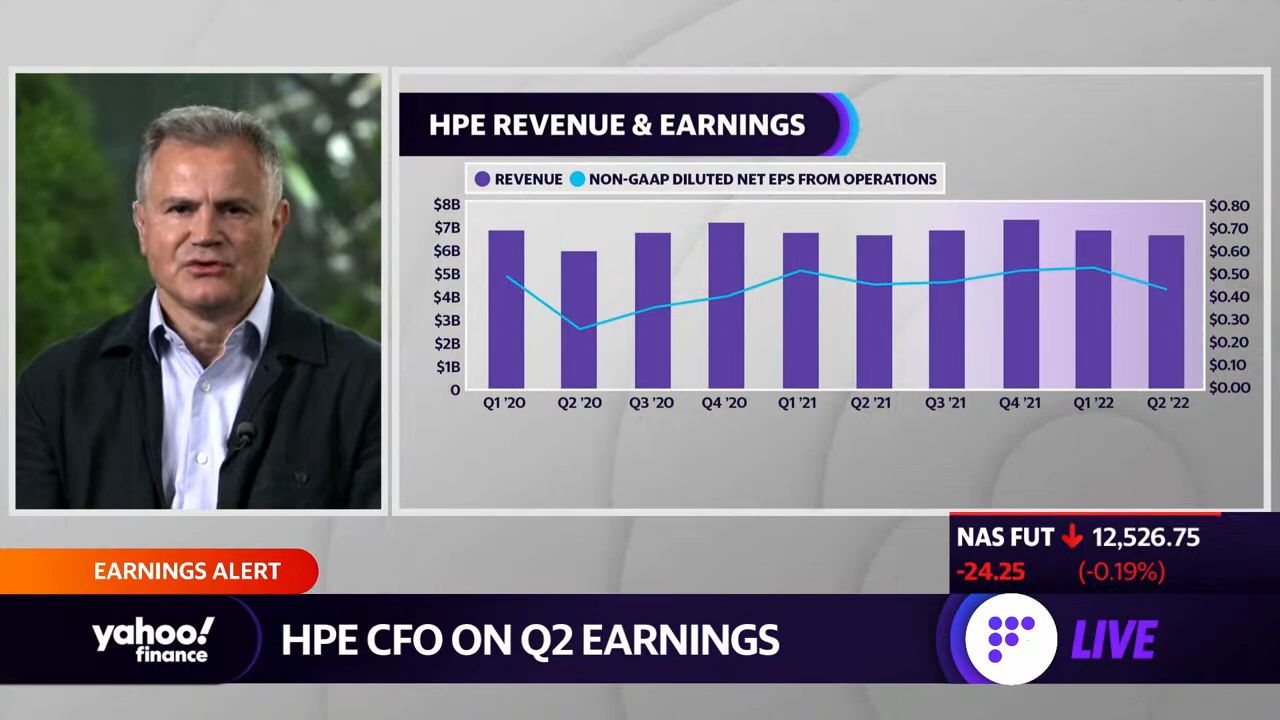 HPE REVENUE & EARNINGS
REVENUE NON-GAAP DILUTED NET EPS FROM OPERATIONS
$8B
$7B
$6B
$5B
$4B
$3B
$2B
$1B
0
$0.80
$0.70
$0.60
$0.50
$0.40
$0.30
$0.20
$0.10
$0.00
Q1 '20 Q2 '20 Q3 '20 Q4 '20 Q1 '21 Q2 '21 Q3 '21 Q4 '21 Q1 '22 Q2 '22
NAS FUT 12,526.75
-24.25 (-0.19%)
EARNINGS ALERT
yahoo!
finance
HPE CFO ON Q2 EARNINGS
LIVE